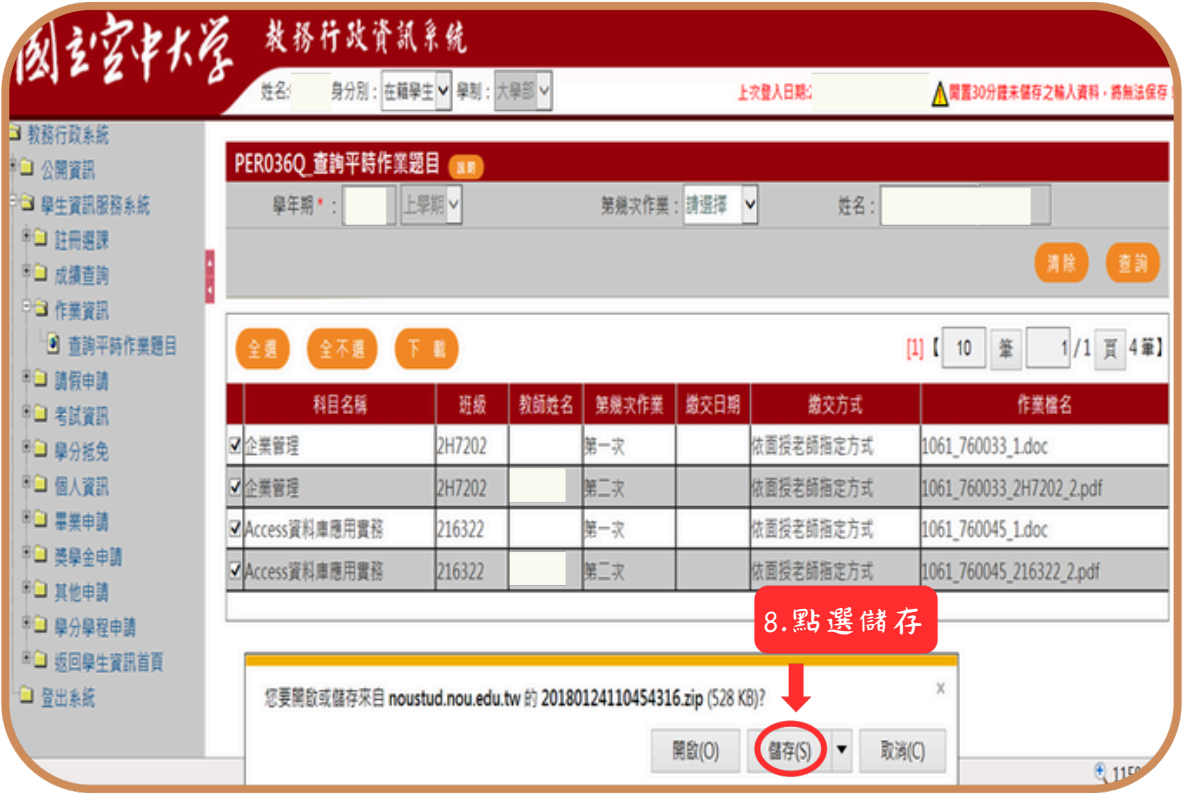 國立空中大学 教務行政資訊系統
姓名: 身分別：在籍學生 學制：大學部 上次登入日期:2 閒置30分鐘未儲存之輸入資料，將無法保存！
教務行政系統
公開資訊
學生資訊服務系統
註冊選課
成績查詢
作業資訊
查詢平時作業題目
請假申請
考試資訊
學分抵免
個人資訊
畢業申請
獎學金申請
其他申請
學分學程申請
返回學生資訊首頁
登出系統
PER036Q_查詢平時作業題目 說明
學年期*： 上學期 第幾次作業：請選擇 姓名：
清除 查詢
全選 全不選 下載 [1]【 10 筆 1 /1 頁 4筆】
科目名稱 班級 教師姓名 第幾次作業 繳交日期 繳交方式 作業檔名
企業管理 2H7202 第一次 依面授老師指定方式 1061_760033_1.doc
企業管理 2H7202 第二次 依面授老師指定方式 1061_760033_2H7202_2.pdf
Access資料庫應用實務 216322 第一次 依面授老師指定方式 1061_760045_1.doc
Access資料庫應用實務 216322 第二次 依面授老師指定方式 1061_760045_216322_2.pdf
8.點選儲存
您要開啟或儲存來自 noustud.nou.edu.tw 的 20180124110454316.zip (528 KB)?
x
開啟(O) 儲存(S) 取消(C)